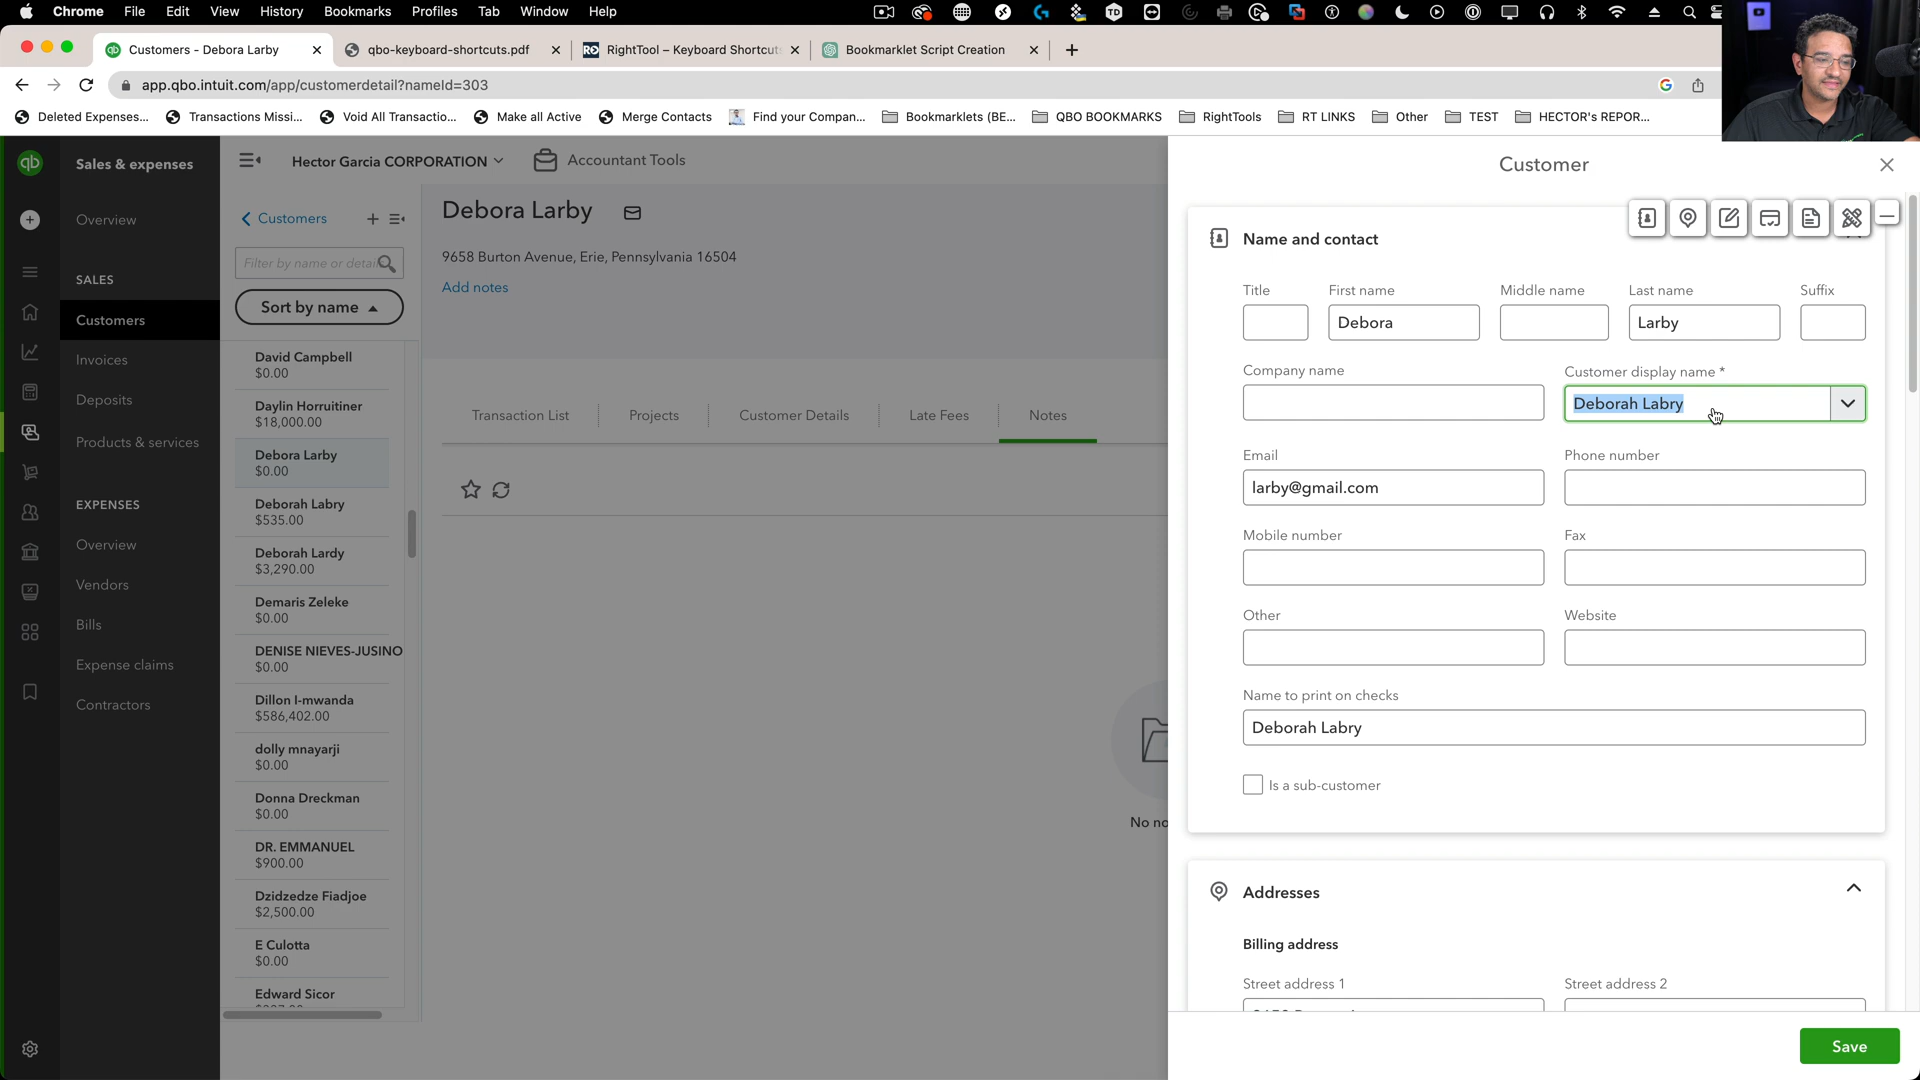 Chrome File Edit View History Bookmarks Profiles Tab Window Help
Customers - Debora Larby
qbo-keyboard-shortcuts.pdf
RightTool – Keyboard Shortcut
Bookmarklet Script Creation
app.qbo.intuit.com/app/customerdetail?nameId=303
Deleted Expenses... Transactions Missi... Void All Transactio... Make all Active Merge Contacts Find your Compan... Bookmarklets (BE... QBO BOOKMARKS RightTools RT LINKS Other TEST HECTOR's REPOR...
qb
Sales & expenses
Overview
SALES
Customers
Invoices
Deposits
Products & services
EXPENSES
Overview
Vendors
Bills
Expense claims
Contractors
Hector Garcia CORPORATION
Accountant Tools
Customers
Filter by name or detail
Sort by name
David Campbell
$0.00
Daylin Horruitiner
$18,000.00
Debora Larby
$0.00
Deborah Labry
$535.00
Deborah Lardy
$3,290.00
Demaris Zeleke
$0.00
DENISE NIEVES-JUSINO
$0.00
Dillon I-mwanda
$586,402.00
dolly mnayarji
$0.00
Donna Dreckman
$0.00
DR. EMMANUEL
$900.00
Dzidzedze Fiadjoe
$2,500.00
E Culotta
$0.00
Edward Sicor
Debora Larby
9658 Burton Avenue, Erie, Pennsylvania 16504
Add notes
Transaction List Projects Customer Details Late Fees Notes
No no
Customer
Name and contact
Title First name Middle name Last name Suffix
Debora Larby
Company name Customer display name *
Deborah Labry
Email Phone number
larby@gmail.com
Mobile number Fax
Other Website
Name to print on checks
Deborah Labry
Is a sub-customer
Addresses
Billing address
Street address 1 Street address 2
Save